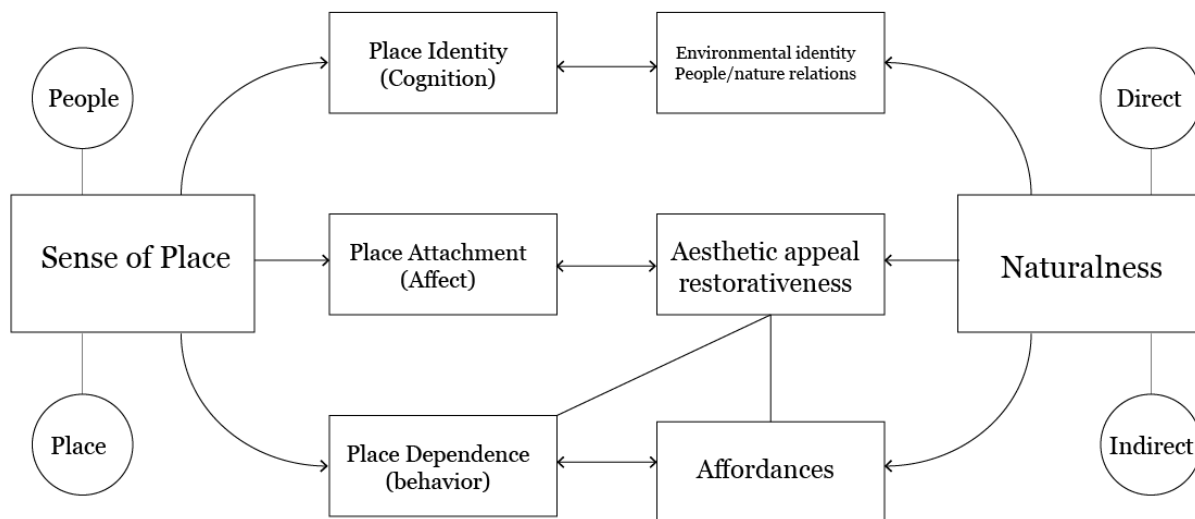 People
Place Identity
(Cognition)
Environmental identity
People/nature relations
Direct
Sense of Place
Place Attachment
(Affect)
Aesthetic appeal
restorativeness
Naturalness
Place
Place Dependence
(behavior)
Affordances
Indirect